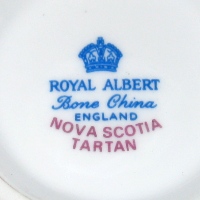 ROYAL ALBERT
Bone China
ENGLAND
NOVA SCOTIA
TARTAN